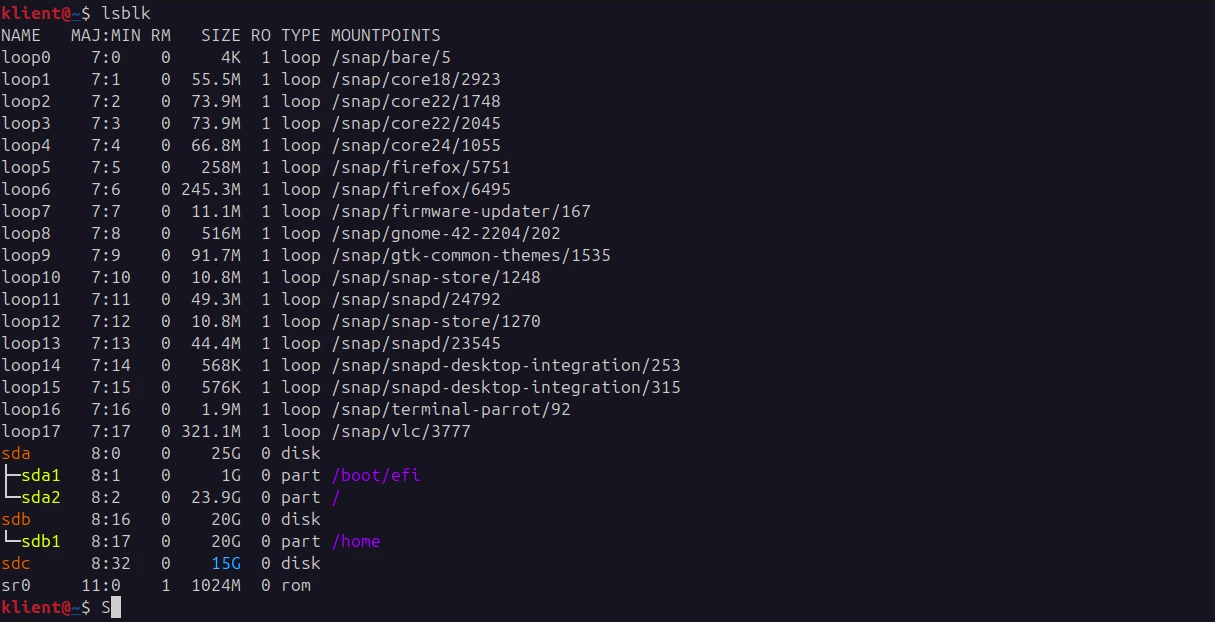 klient@~$ lsblk
NAME   MAJ:MIN RM   SIZE RO TYPE MOUNTPOINTS
loop0    7:0    0     4K  1 loop /snap/bare/5
loop1    7:1    0  55.5M  1 loop /snap/core18/2923
loop2    7:2    0  73.9M  1 loop /snap/core22/1748
loop3    7:3    0  73.9M  1 loop /snap/core22/2045
loop4    7:4    0  66.8M  1 loop /snap/core24/1055
loop5    7:5    0   258M  1 loop /snap/firefox/5751
loop6    7:6    0 245.3M  1 loop /snap/firefox/6495
loop7    7:7    0  11.1M  1 loop /snap/firmware-updater/167
loop8    7:8    0   516M  1 loop /snap/gnome-42-2204/202
loop9    7:9    0  91.7M  1 loop /snap/gtk-common-themes/1535
loop10   7:10   0  10.8M  1 loop /snap/snap-store/1248
loop11   7:11   0  49.3M  1 loop /snap/snapd/24792
loop12   7:12   0  10.8M  1 loop /snap/snap-store/1270
loop13   7:13   0  44.4M  1 loop /snap/snapd/23545
loop14   7:14   0   568K  1 loop /snap/snapd-desktop-integration/253
loop15   7:15   0   576K  1 loop /snap/snapd-desktop-integration/315
loop16   7:16   0   1.9M  1 loop /snap/terminal-parrot/92
loop17   7:17   0 321.1M  1 loop /snap/vlc/3777
sda      8:0    0    25G  0 disk
├─sda1   8:1    0     1G  0 part /boot/efi
└─sda2   8:2    0  23.9G  0 part /
sdb      8:16   0    20G  0 disk
└─sdb1   8:17   0    20G  0 part /home
sdc      8:32   0    15G  0 disk
sr0     11:0    1  1024M  0 rom
klient@~$ S